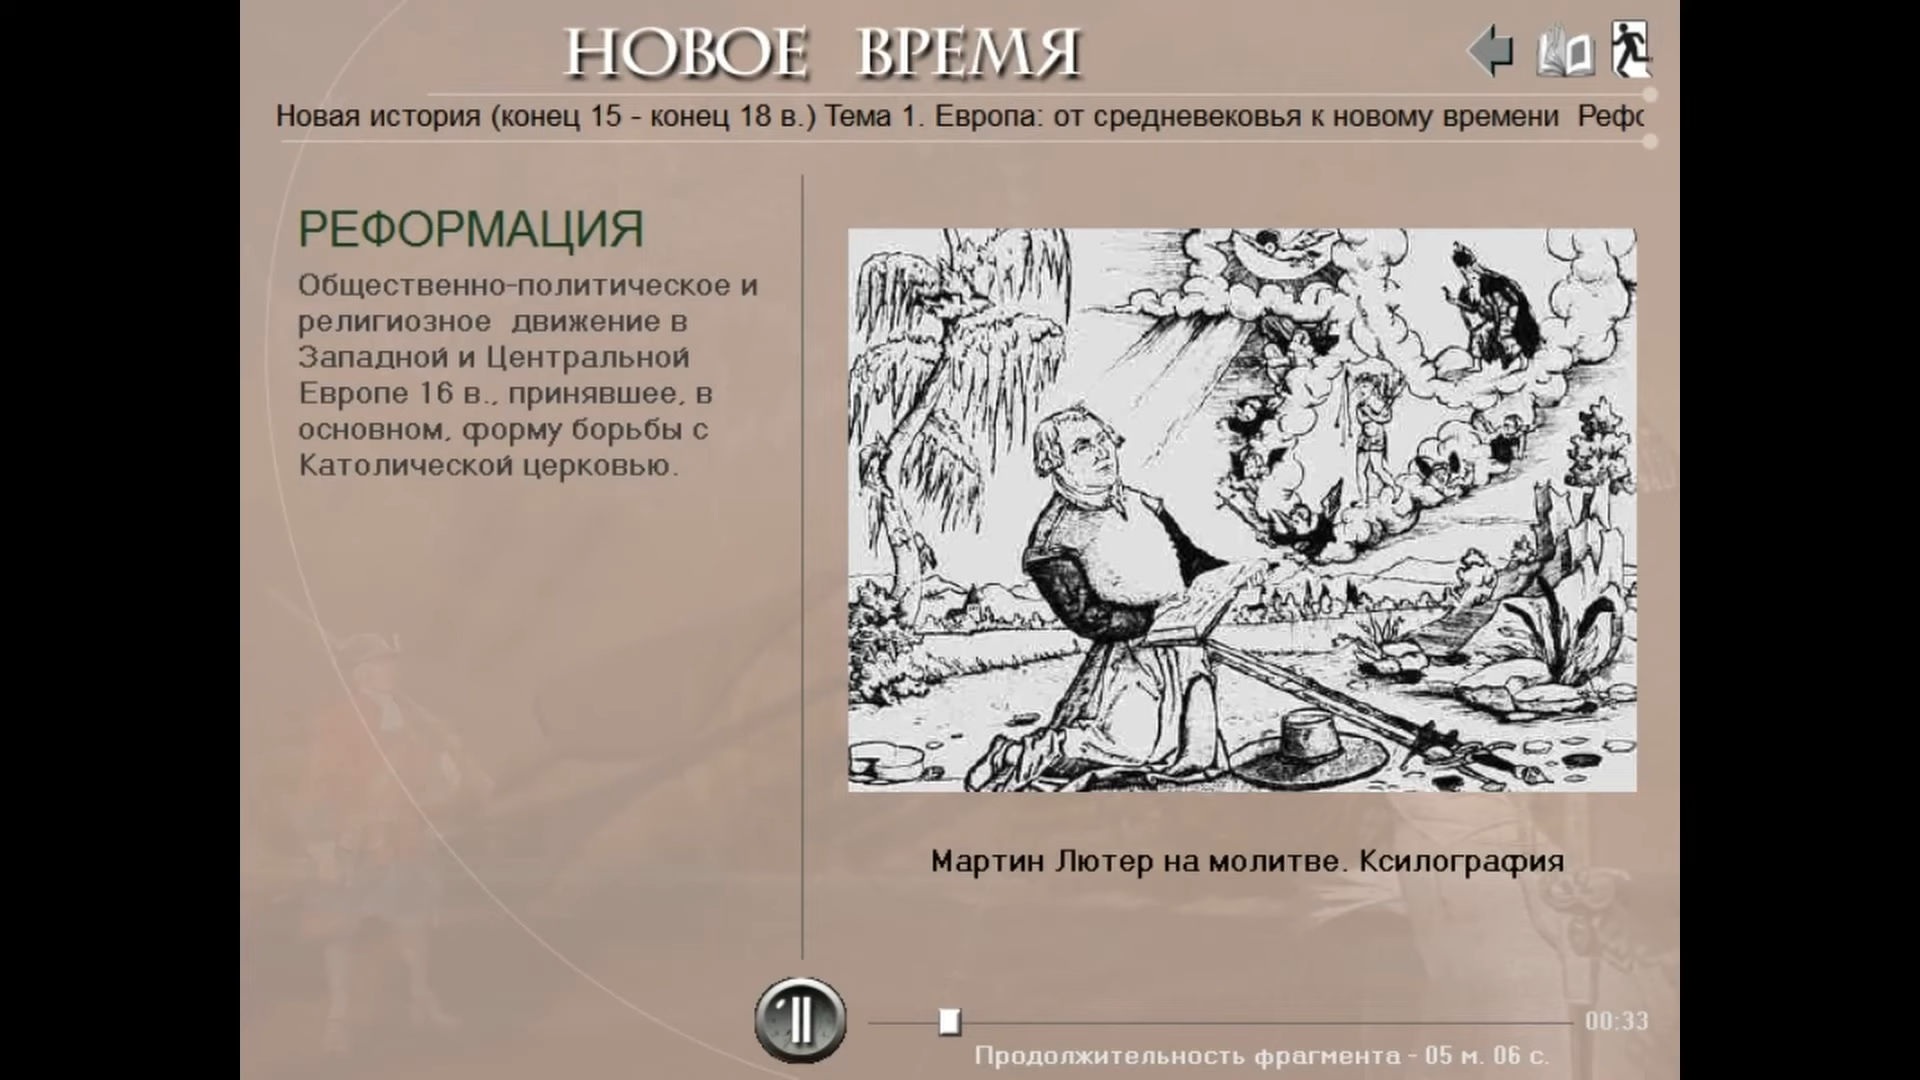 НОВОЕ ВРЕМЯ
Новая история (конец 15 - конец 18 в.) Тема 1. Европа: от средневековья к новому времени Рефо
РЕФОРМАЦИЯ
Общественно-политическое и
религиозное движение в
Западной и Центральной
Европе 16 в., принявшее, в
основном, форму борьбы с
Католической церковью.
Мартин Лютер на молитве. Ксилография
00:33
Продолжительность фрагмента - 05 м. 06 с.